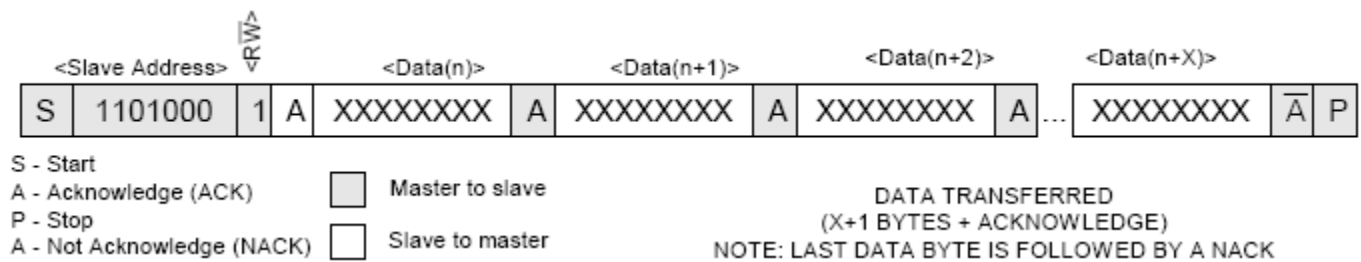 <RW̅>
<Slave Address> <Data(n)> <Data(n+1)> <Data(n+2)> <Data(n+X)>
S 1101000 1 A XXXXXXXX A XXXXXXXX A XXXXXXXX A ... XXXXXXXX A̅ P
S - Start
A - Acknowledge (ACK)
P - Stop
A - Not Acknowledge (NACK)
Master to slave
Slave to master
DATA TRANSFERRED
(X+1 BYTES + ACKNOWLEDGE)
NOTE: LAST DATA BYTE IS FOLLOWED BY A NACK